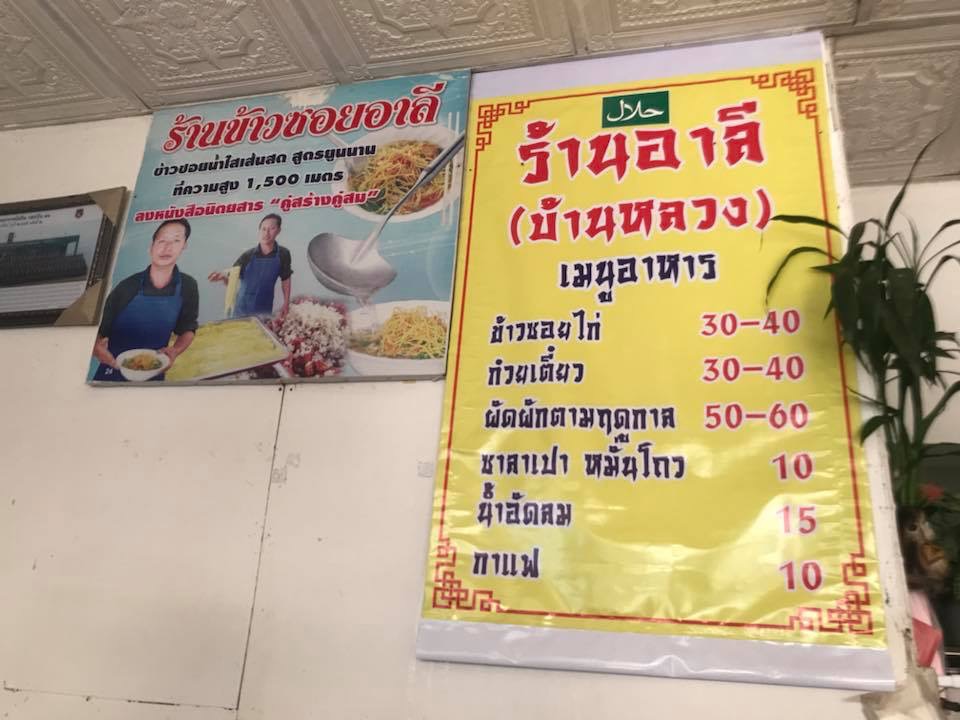 ร้านข้าวซอยอาลี
ข้าวซอยน้ำใสเส้นสด สูตรยูนนาน
ที่ความสูง 1,500 เมตร
ลงหนังสือนิตยสาร "คู่สร้างคู่สม"
24
حلال
ร้านอาลี
(บ้านหลวง)
เมนูอาหาร
ข้าวซอยไก่ 30-40
ก๋วยเตี๋ยว 30-40
ผัดผักตามฤดูกาล 50-60
ซาลาเปา หมั่นโถว 10
น้ำอัดลม 15
กาแฟ 10